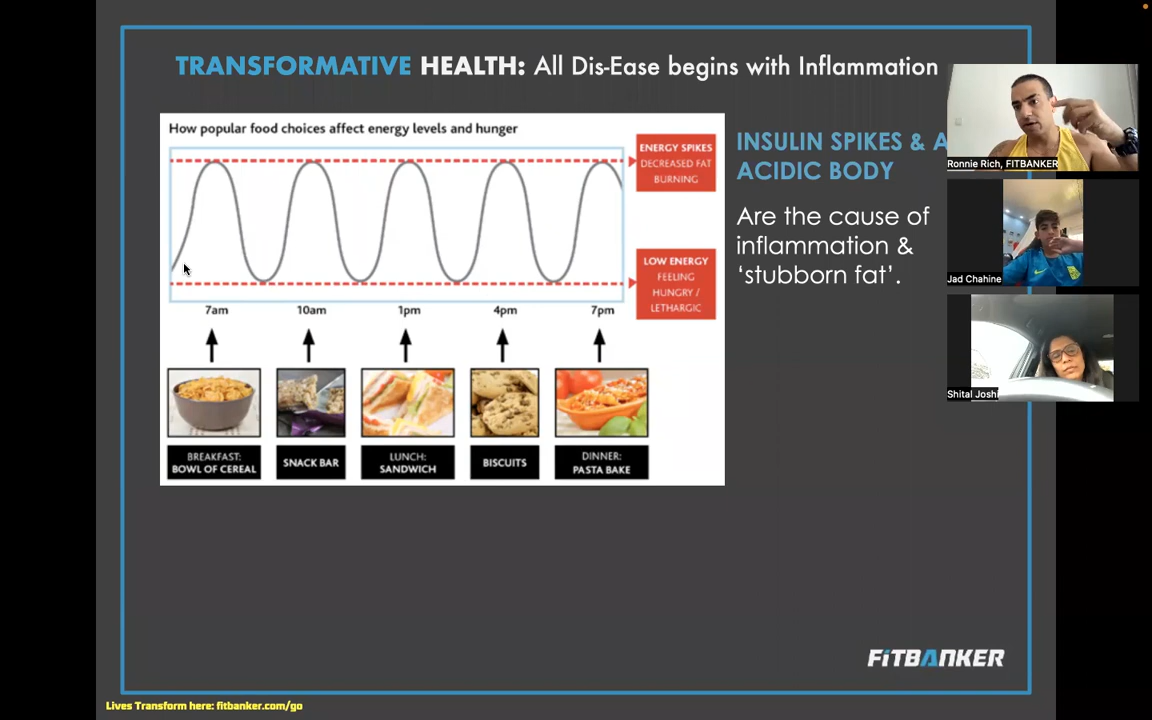 TRANSFORMATIVE HEALTH: All Dis-Ease begins with Inflammation
How popular food choices affect energy levels and hunger
ENERGY SPIKES
DECREASED FAT
BURNING
LOW ENERGY
FEELING
HUNGRY /
LETHARGIC
7am 10am 1pm 4pm 7pm
BREAKFAST:
BOWL OF CEREAL
SNACK BAR
LUNCH:
SANDWICH
BISCUITS
DINNER:
PASTA BAKE
INSULIN SPIKES & A
ACIDIC BODY
Are the cause of
inflammation &
‘stubborn fat’.
Ronnie Rich, FITBANKER
Jad Chahine
Shital Joshi
FiTBANKER
Lives Transform here: fitbanker.com/go